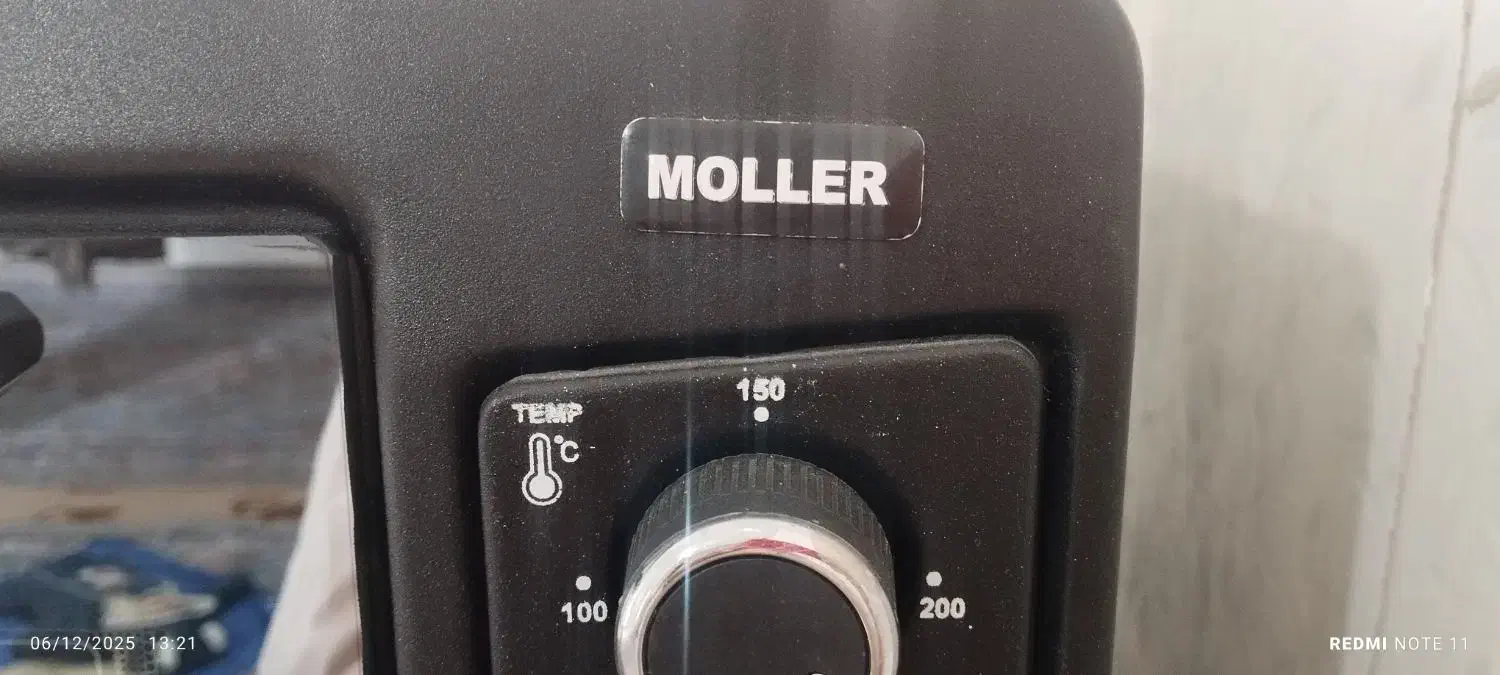 MOLLER
150
TEMP
°C
100
200
06/12/2025 13:21
REDMI NOTE 11